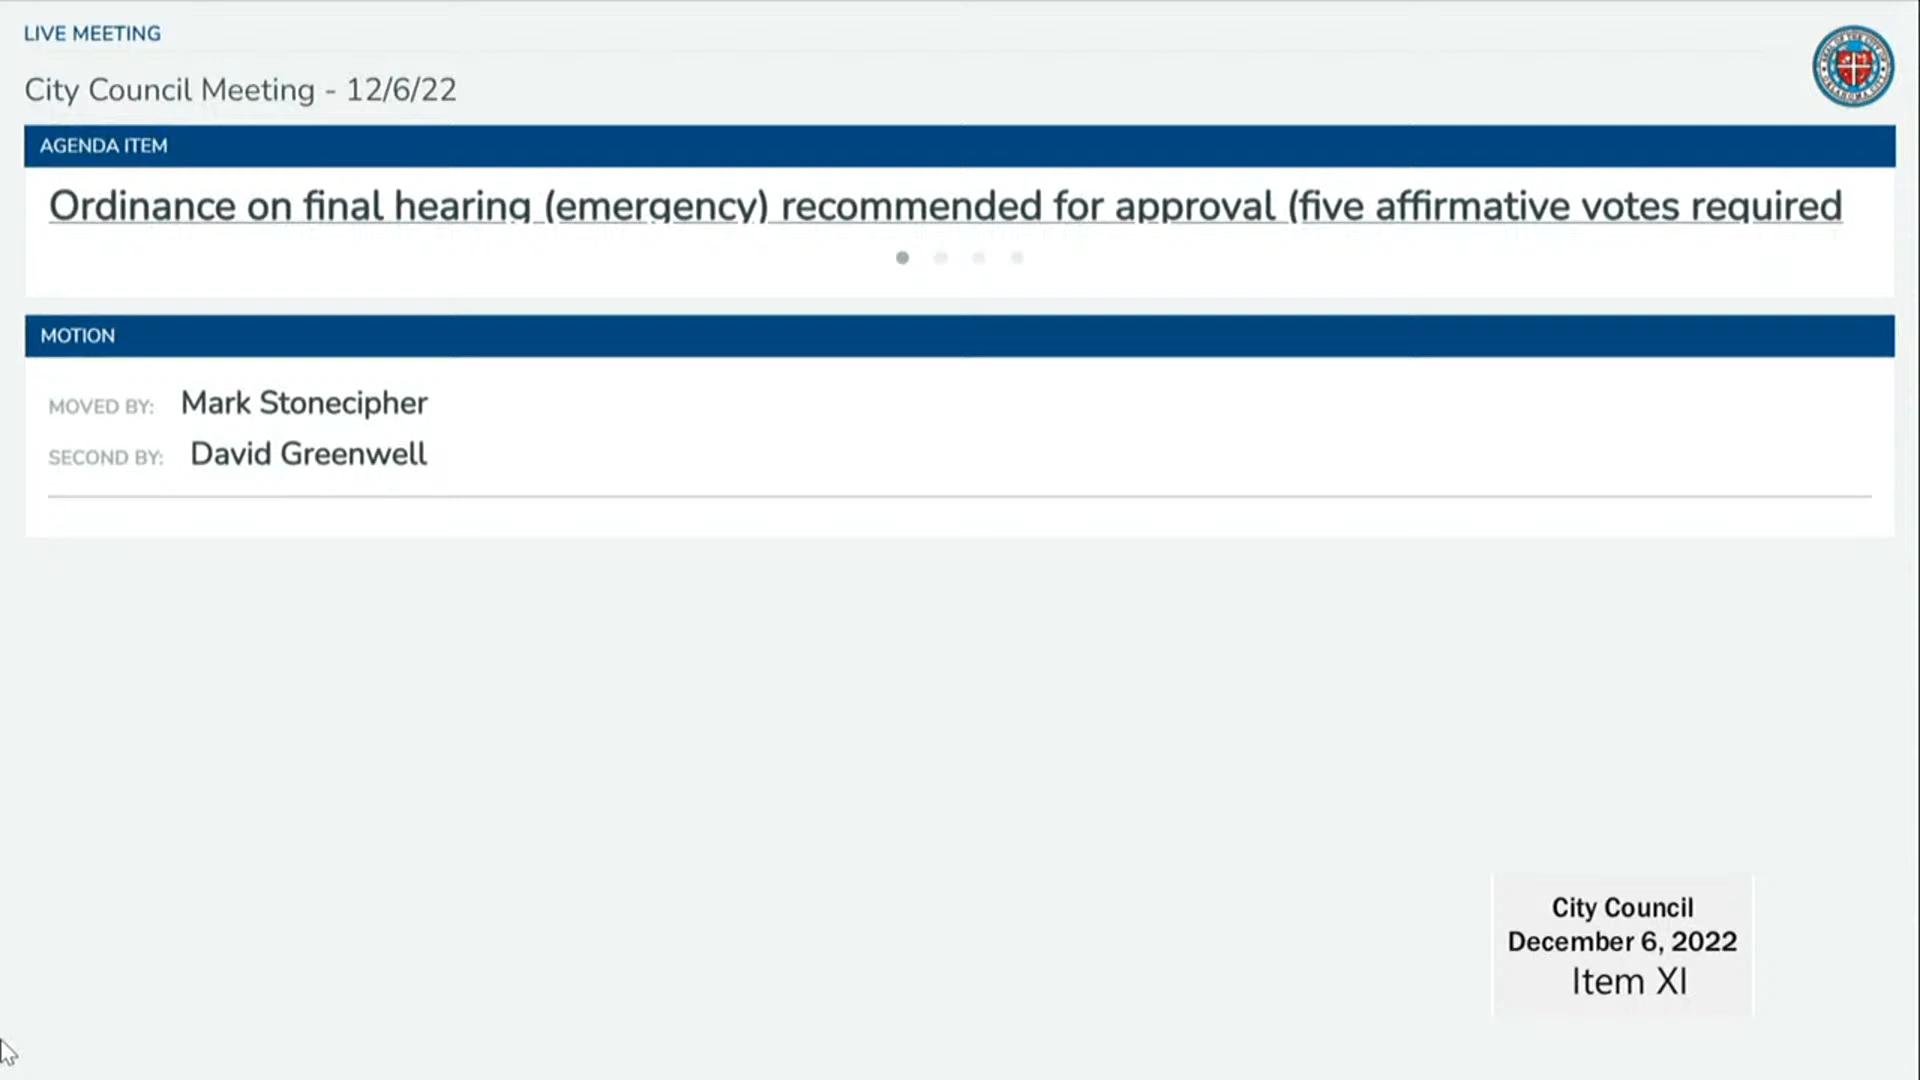 LIVE MEETING
City Council Meeting - 12/6/22
AGENDA ITEM
Ordinance on final hearing (emergency) recommended for approval (five affirmative votes required
MOTION
MOVED BY: Mark Stonecipher
SECOND BY: David Greenwell
City Council
December 6, 2022
Item XI